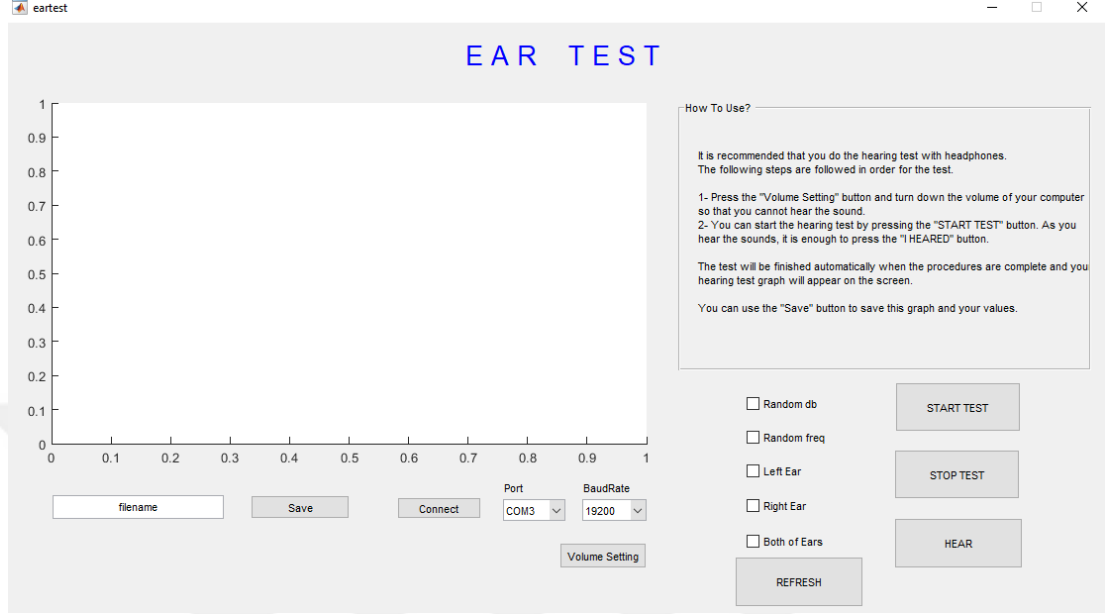 eartest
EAR TEST
1
0.9
0.8
0.7
0.6
0.5
0.4
0.3
0.2
0.1
0
0 0.1 0.2 0.3 0.4 0.5 0.6 0.7 0.8 0.9 1
How To Use?
It is recommended that you do the hearing test with headphones.
The following steps are followed in order for the test.
1- Press the "Volume Setting" button and turn down the volume of your computer
so that you cannot hear the sound.
2- You can start the hearing test by pressing the "START TEST" button. As you
hear the sounds, it is enough to press the "I HEARED" button.
The test will be finished automatically when the procedures are complete and you
hearing test graph will appear on the screen.
You can use the "Save" button to save this graph and your values.
filename
Save
Connect
Port
COM3
BaudRate
19200
Volume Setting
Random db
Random freq
Left Ear
Right Ear
Both of Ears
REFRESH
START TEST
STOP TEST
HEAR